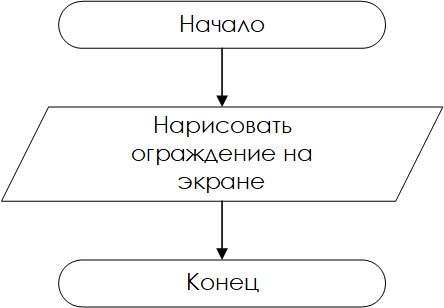 Начало
Нарисовать
ограждение на
экране
Конец